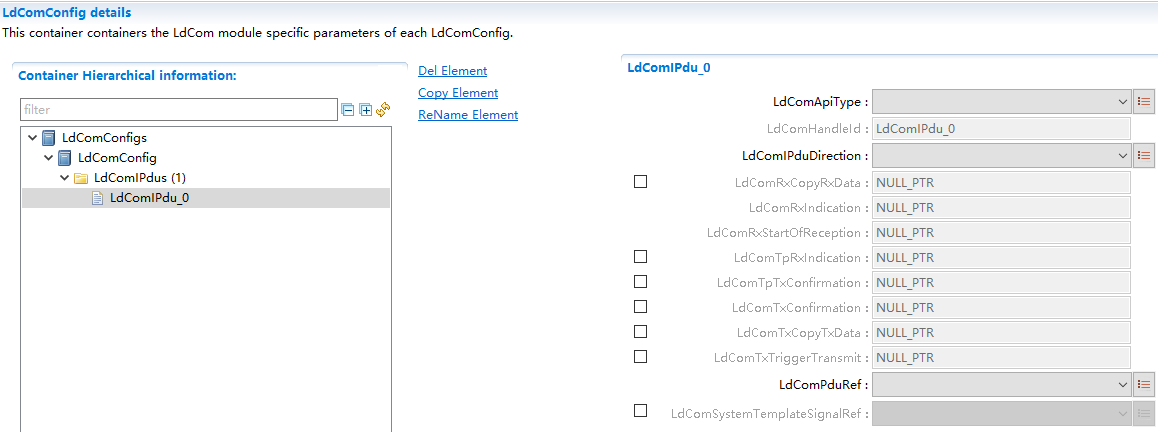 LdComConfig details
This container containers the LdCom module specific parameters of each LdComConfig.
Container Hierarchical information:
filter
LdComConfigs
LdComConfig
LdComIPdus (1)
LdComIPdu_0
Del Element
Copy Element
ReName Element
LdComIPdu_0
LdComApiType :
LdComHandleId : LdComIPdu_0
LdComIPduDirection :
LdComRxCopyRxData : NULL_PTR
LdComRxIndication : NULL_PTR
LdComRxStartOfReception : NULL_PTR
LdComTpRxIndication : NULL_PTR
LdComTpTxConfirmation : NULL_PTR
LdComTxConfirmation : NULL_PTR
LdComTxCopyTxData : NULL_PTR
LdComTxTriggerTransmit : NULL_PTR
LdComPduRef :
LdComSystemTemplateSignalRef :